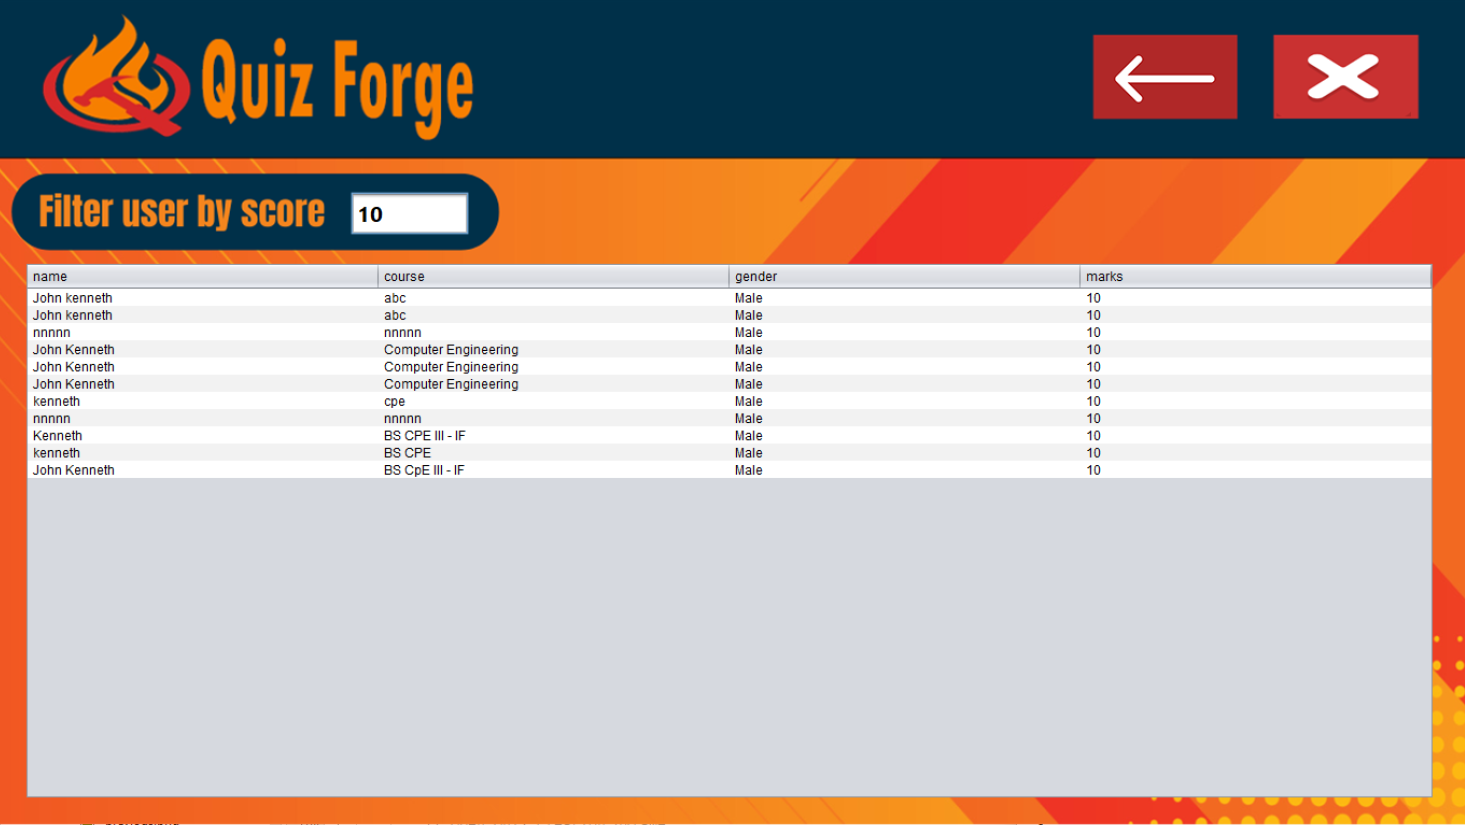 Quiz Forge
Filter user by score 10
name course gender marks
John kenneth abc Male 10
John kenneth abc Male 10
nnnnn nnnnn Male 10
John Kenneth Computer Engineering Male 10
John Kenneth Computer Engineering Male 10
John Kenneth Computer Engineering Male 10
kenneth cpe Male 10
nnnnn nnnnn Male 10
Kenneth BS CPE III - IF Male 10
kenneth BS CPE Male 10
John Kenneth BS CpE III - IF Male 10